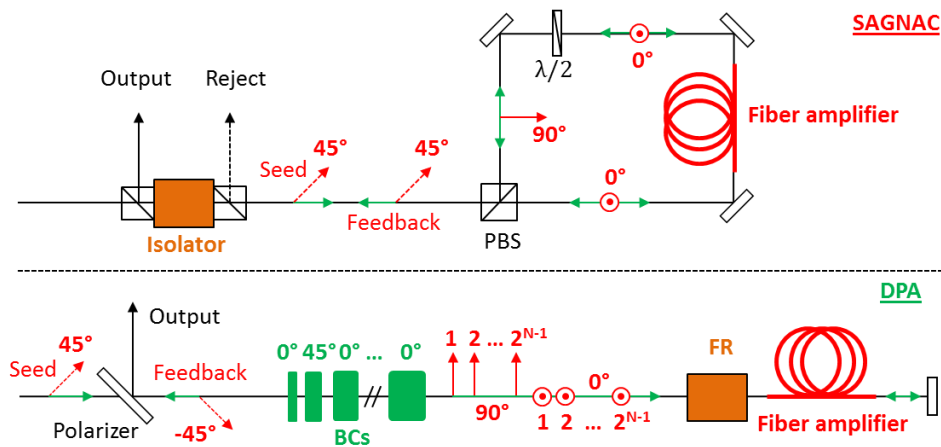 SAGNAC
Output
Reject
λ/2
0°
45°
Seed
45°
90°
Fiber amplifier
0°
Feedback
Isolator
PBS
DPA
Output
45°
Seed
Feedback
0° 45° 0° ... 0°
1 2 ... 2^N-1
FR
0°
90°
1 2 ... 2^N-1
Polarizer
-45°
BCs
Fiber amplifier